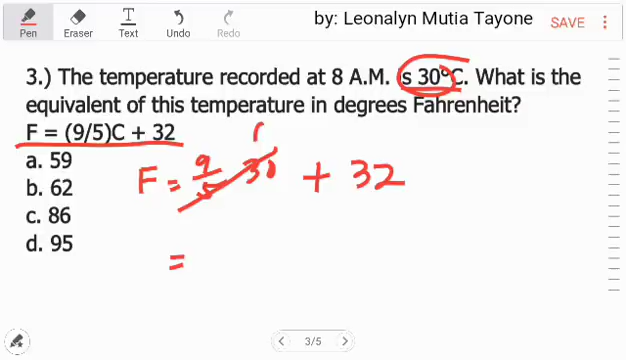 by: Leonalyn Mutia Tayone
SAVE
Pen Eraser Text Undo Redo
3.) The temperature recorded at 8 A.M. is 30°C. What is the
equivalent of this temperature in degrees Fahrenheit?
F = (9/5)C + 32
a. 59
b. 62
c. 86
d. 95
F = 9/5 30 + 32
=
3/5